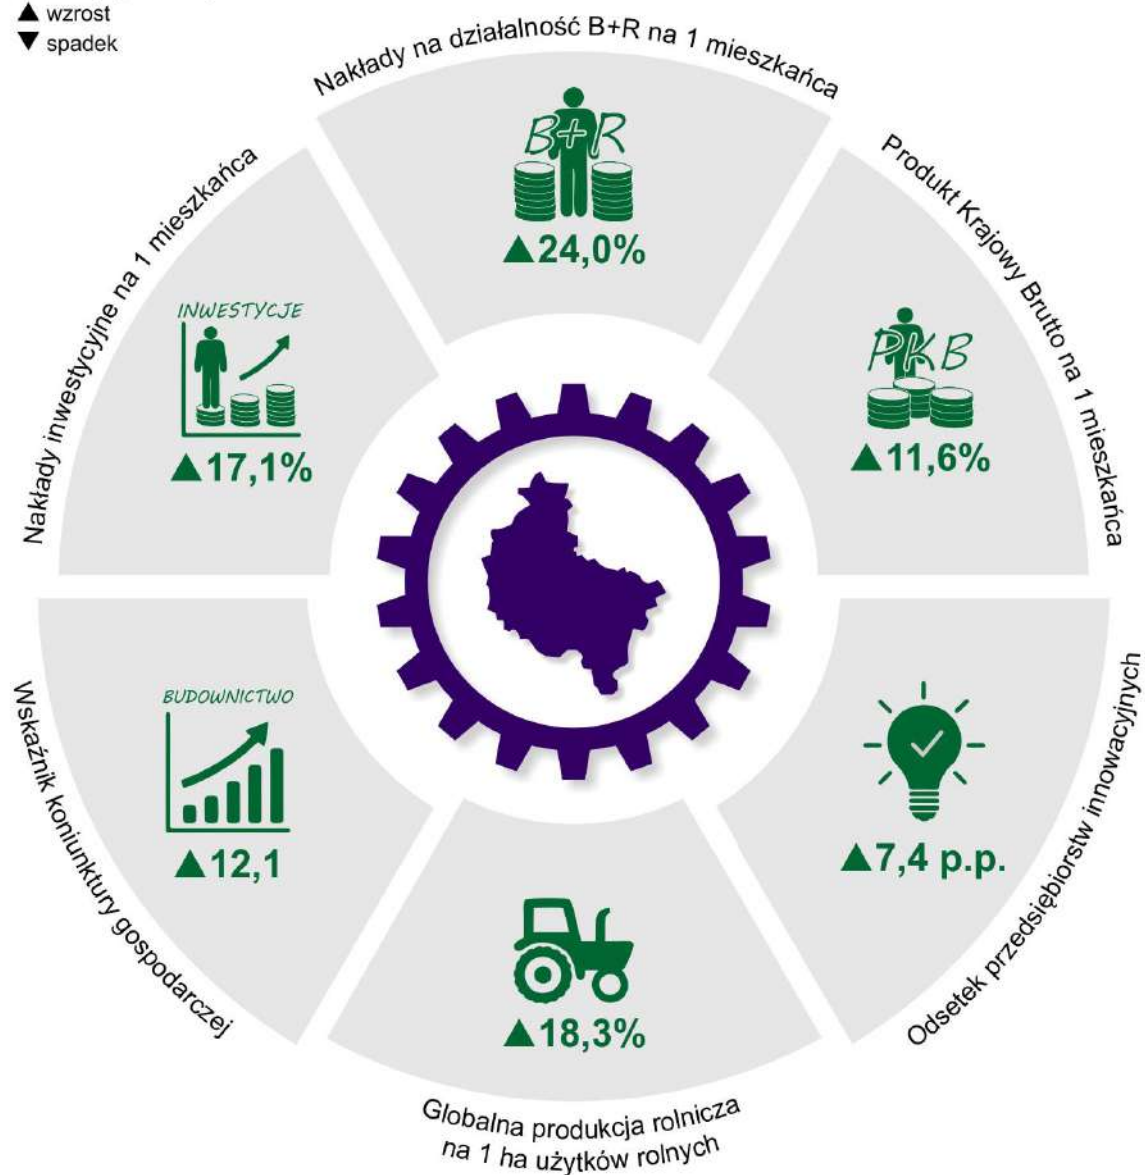 ▲ wzrost
▼ spadek
Nakłady na działalność B+R na 1 mieszkańca
B+R
▲24,0%
Produkt Krajowy Brutto na 1 mieszkańca
PKB
▲11,6%
Odsetek przedsiębiorstw innowacyjnych
▲7,4 p.p.
Globalna produkcja rolnicza
na 1 ha użytków rolnych
▲18,3%
Wskaźnik koniunktury gospodarczej
BUDOWNICTWO
▲12,1
Nakłady inwestycyjne na 1 mieszkańca
INWESTYCJE
▲17,1%